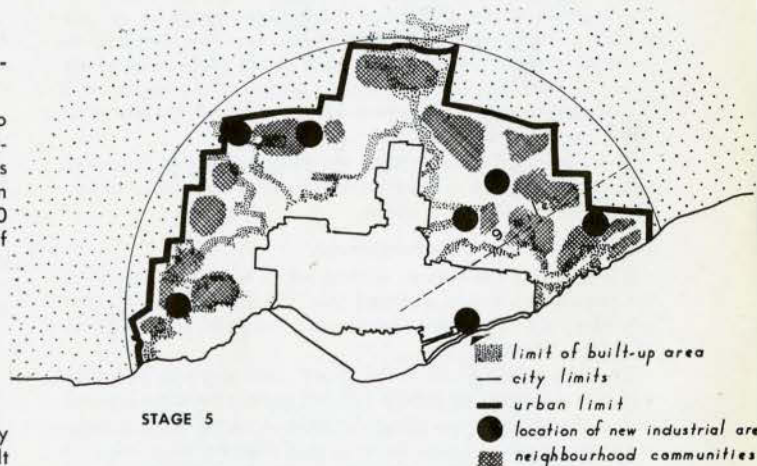 STAGE 5
limit of built-up area
city limits
urban limit
location of new industrial are
neighbourhood communities